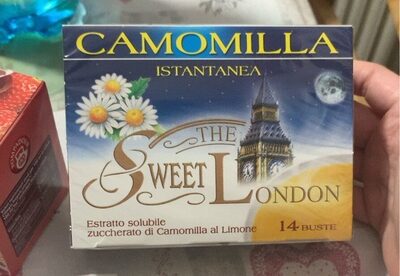 CAMOMILLA
ISTANTANEA
THE
SWEET LONDON
Estratto solubile
zuccherato di Camomilla al Limone
14 BUSTE